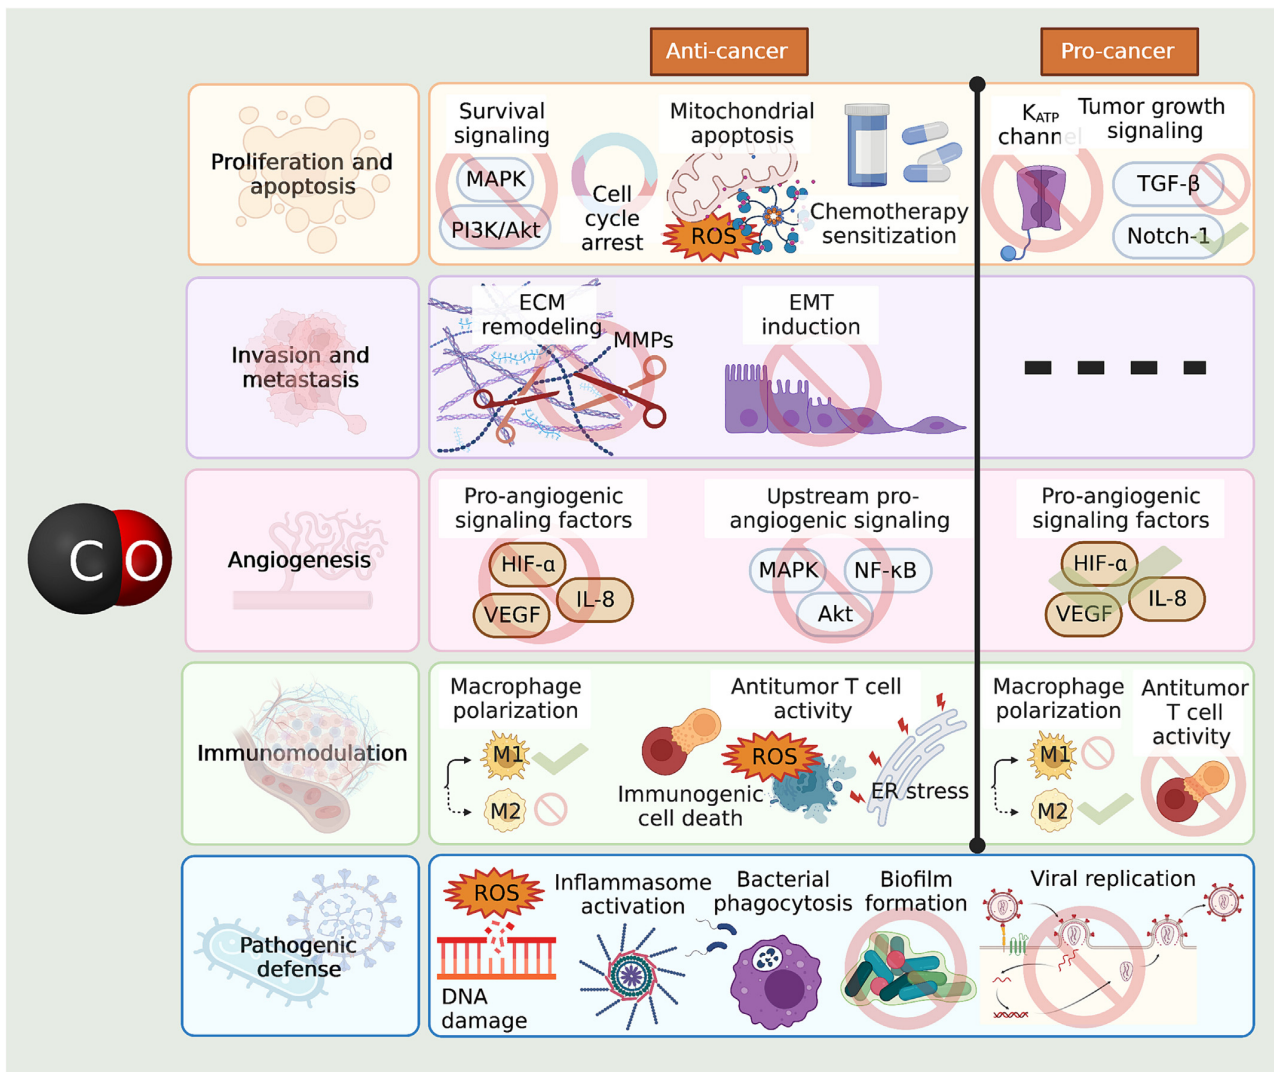 Anti-cancer
Pro-cancer
Proliferation and
apoptosis
Survival
signaling
MAPK
PI3K/Akt
Cell
cycle
arrest
Mitochondrial
apoptosis
ROS
Chemotherapy
sensitization
KATP
channel
Tumor growth
signaling
TGF-β
Notch-1
Invasion and
metastasis
ECM
remodeling
MMPs
EMT
induction
CO
Angiogenesis
Pro-angiogenic
signaling factors
HIF-α
IL-8
VEGF
Upstream pro-
angiogenic signaling
MAPK
NF-κB
Akt
Pro-angiogenic
signaling factors
HIF-α
IL-8
VEGF
Immunomodulation
Macrophage
polarization
M1
M2
Antitumor T cell
activity
ROS
Immunogenic
cell death
ER stress
Macrophage
polarization
M1
M2
Antitumor
T cell
activity
Pathogenic
defense
ROS
DNA
damage
Inflammasome
activation
Bacterial
phagocytosis
Biofilm
formation
Viral replication